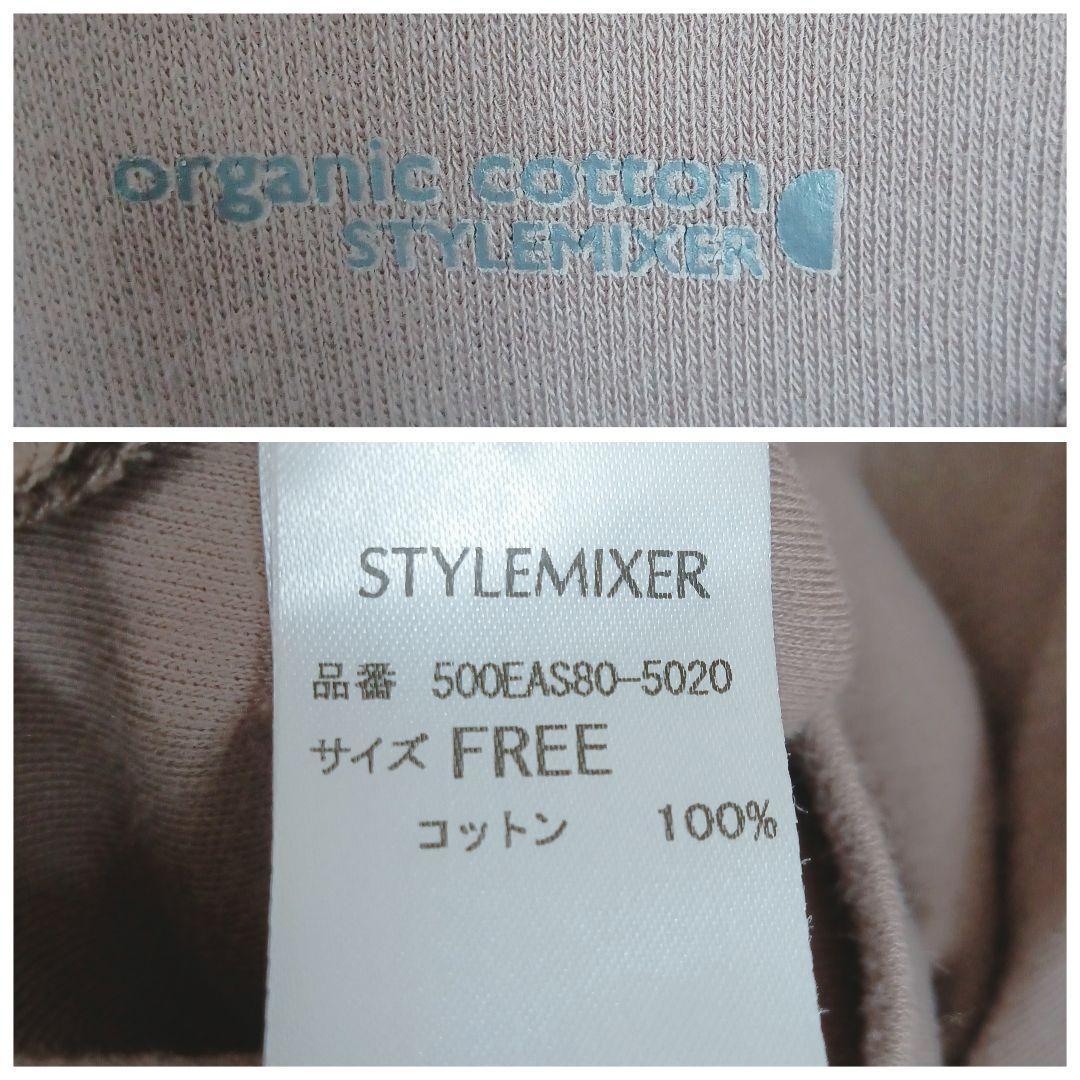 organic cotton
STYLEMIXER
STYLEMIXER
品番 500EAS80-5020
サイズ FREE
コットン 100%